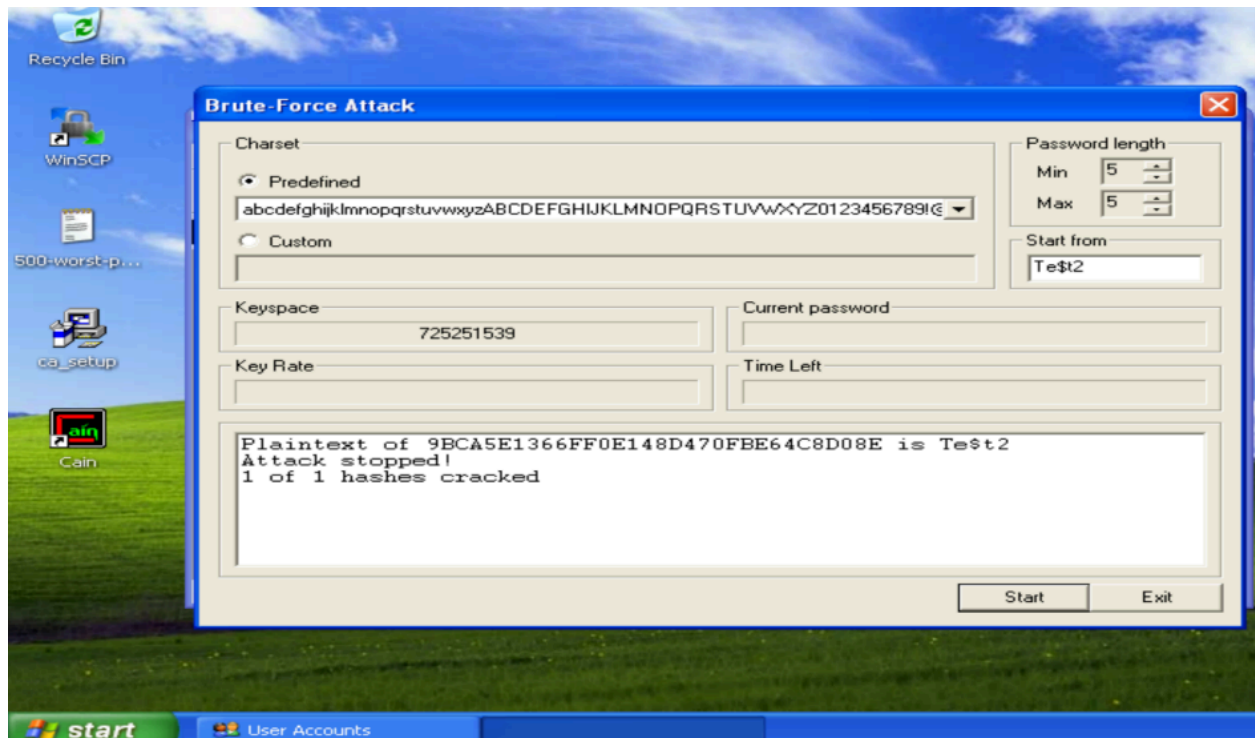 Recycle Bin
WinSCP
500-worst-p...
ca_setup
Cain
Cain
Brute-Force Attack
Charset
Predefined
abcdefghijklmnopqrstuvwxyzABCDEFGHIJKLMNOPQRSTUVWXYZ0123456789!@
Custom
Password length
Min 5
Max 5
Start from
Te$t2
Keyspace
725251539
Current password
Key Rate
Time Left
Plaintext of 9BCA5E1366FF0E148D470FBE64C8D08E is Te$t2
Attack stopped!
1 of 1 hashes cracked
Start
Exit
start
User Accounts